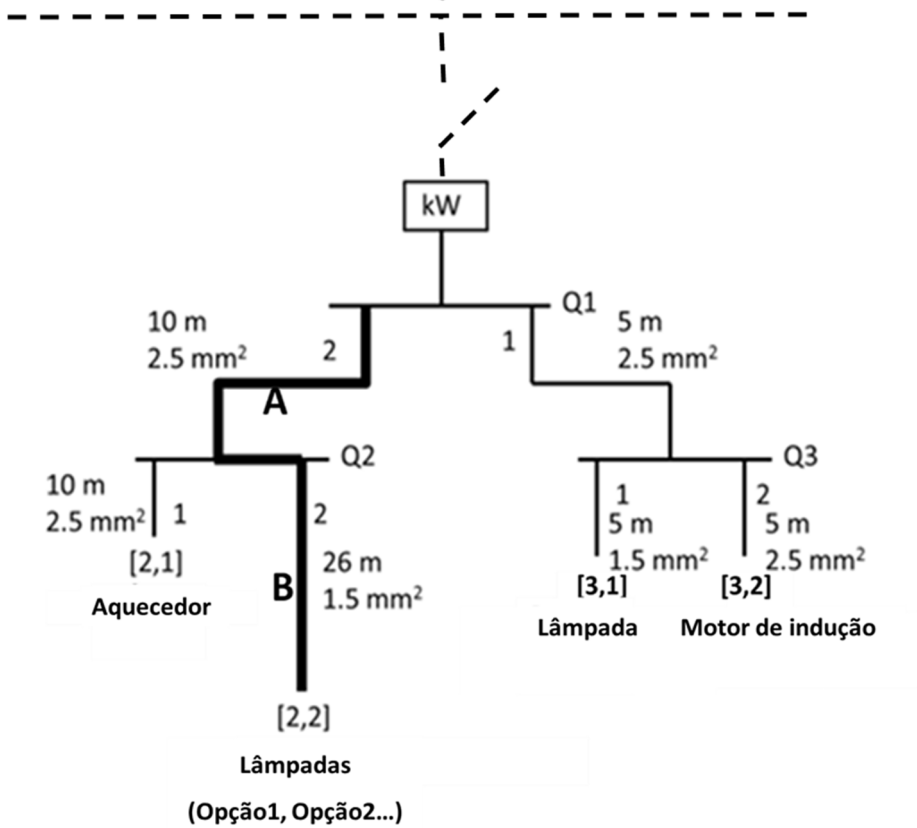 kW
Q1
10 m
2.5 mm²
2
1
5 m
2.5 mm²
A
Q2
Q3
10 m
2.5 mm²
1
[2,1]
Aquecedor
2
26 m
1.5 mm²
B
[2,2]
Lâmpadas
(Opção1, Opção2...)
1
5 m
1.5 mm²
[3,1]
Lâmpada
2
5 m
2.5 mm²
[3,2]
Motor de indução